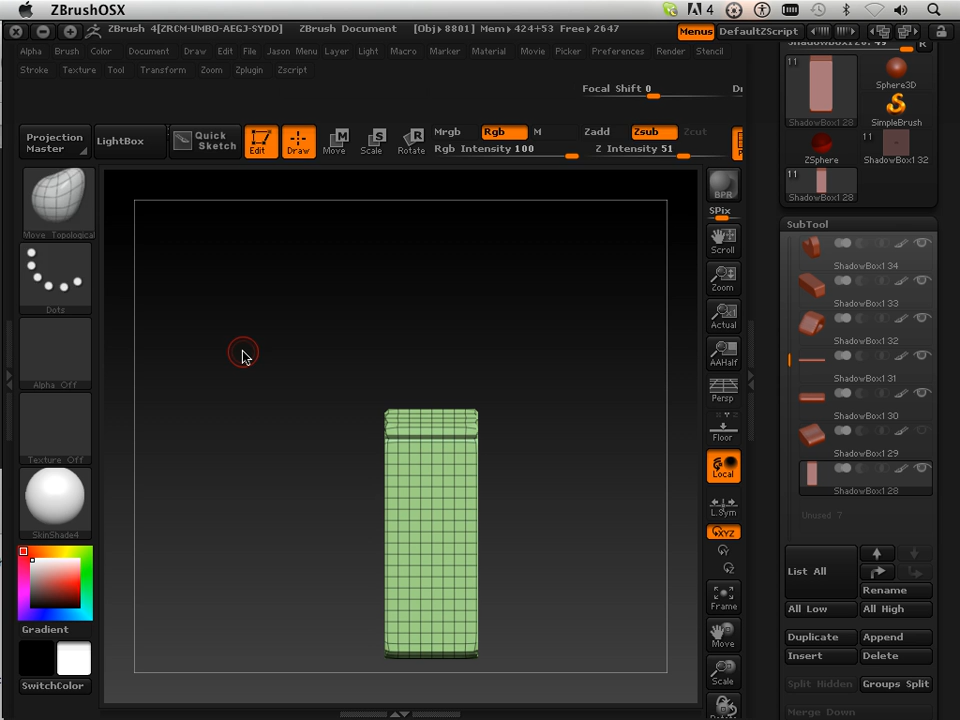 ZBrushOSX
4
ZBrush 4[ZRCM-UMBO-AEGJ-SYDD] ZBrush Document [Obj▸ 8801] Mem▸424+53 Free▸2647
Menus DefaultZScript
Alpha Brush Color Document Draw Edit File Jason Menu Layer Light Macro Marker Material Movie Picker Preferences Render Stencil
Stroke Texture Tool Transform Zoom Zplugin Zscript
Focal Shift 0
Projection Master
LightBox
Quick Sketch
Edit
Draw
Move
Scale
Rotate
Mrgb Rgb M
Rgb Intensity 100
Zadd Zsub Zcut
Z Intensity 51
Move Topological
Dots
Alpha Off
Texture Off
SkinShade4
Gradient
SwitchColor
BPR
SPix
Scroll
Zoom
Actual
AAHalf
Persp
Floor
Local
L.Sym
XYZ
Frame
Move
Scale
R
11
ShadowBox1 28
Sphere3D
SimpleBrush
ZSphere
11
ShadowBox1 32
11
ShadowBox1 28
SubTool
ShadowBox1 34
ShadowBox1 33
ShadowBox1 32
ShadowBox1 31
ShadowBox1 30
ShadowBox1 29
ShadowBox1 28
Unused 7
List All
Rename
All Low All High
Duplicate Append
Insert Delete
Split Hidden Groups Split
Merge Down